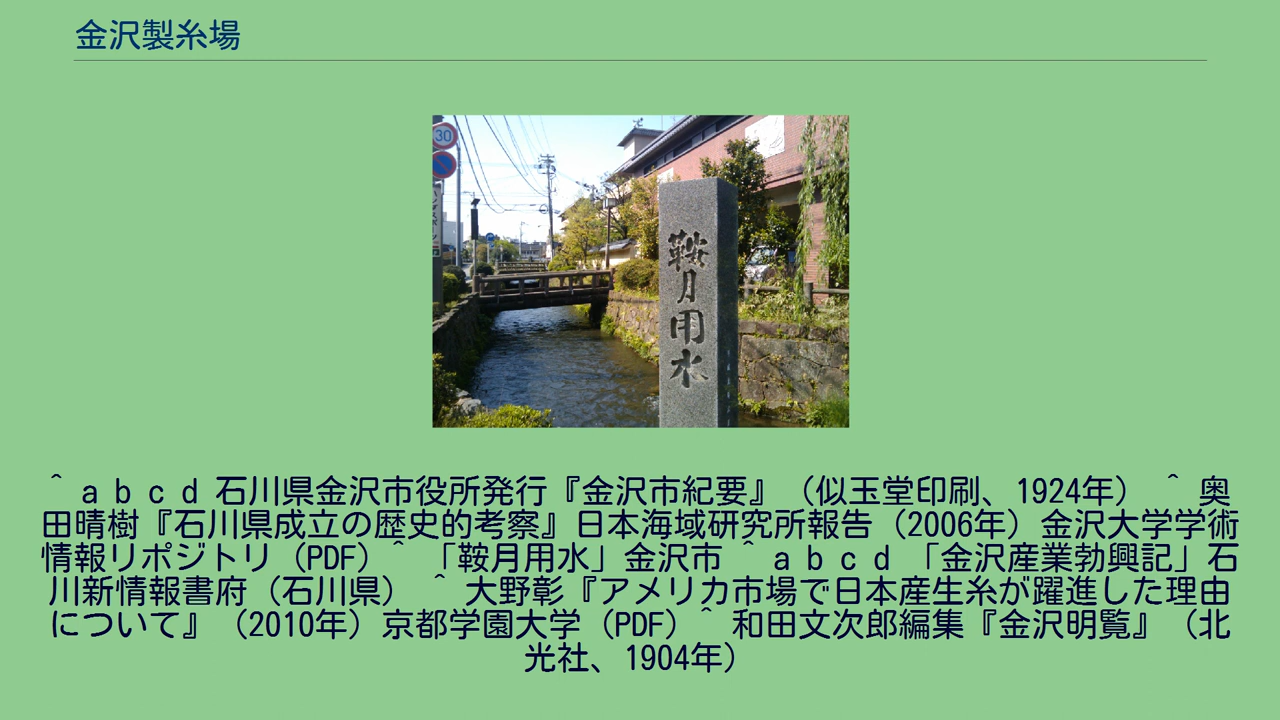 金沢製糸場
30
鞍月用水
^ a b c d 石川県金沢市役所発行『金沢市紀要』（似玉堂印刷、1924年） ^ 奥
田晴樹『石川県成立の歴史的考察』日本海域研究所報告（2006年）金沢大学学術
情報リポジトリ（PDF）^ 「鞍月用水」金沢市 ^ a b c d 「金沢産業勃興記」石
川新情報書府（石川県） ^ 大野彰『アメリカ市場で日本産生糸が躍進した理由
について』（2010年）京都学園大学（PDF）^ 和田文次郎編集『金沢明覧』（北
光社、1904年）